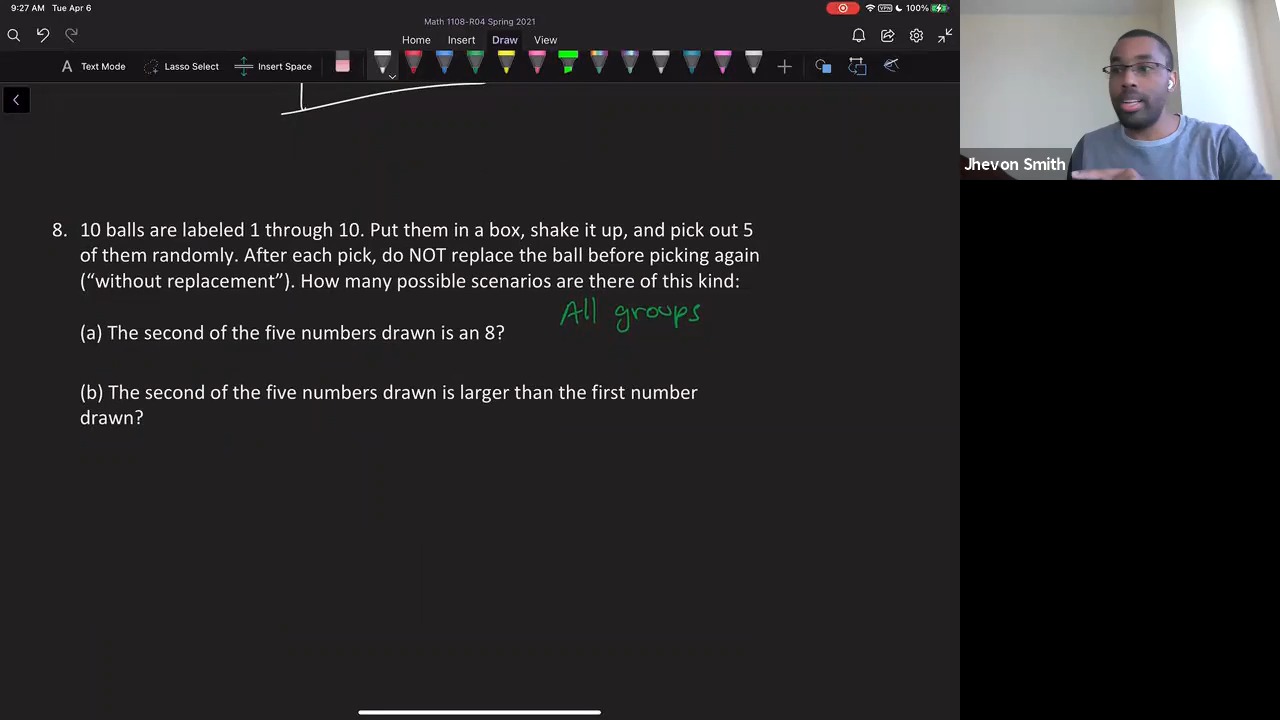 9:27 AM Tue Apr 6
VPN 100%
Math 1108-R04 Spring 2021
Home Insert Draw View
A Text Mode Lasso Select Insert Space
8. 10 balls are labeled 1 through 10. Put them in a box, shake it up, and pick out 5
of them randomly. After each pick, do NOT replace the ball before picking again
(“without replacement”). How many possible scenarios are there of this kind:
All groups
(a) The second of the five numbers drawn is an 8?
(b) The second of the five numbers drawn is larger than the first number
drawn?
Jhevon Smith